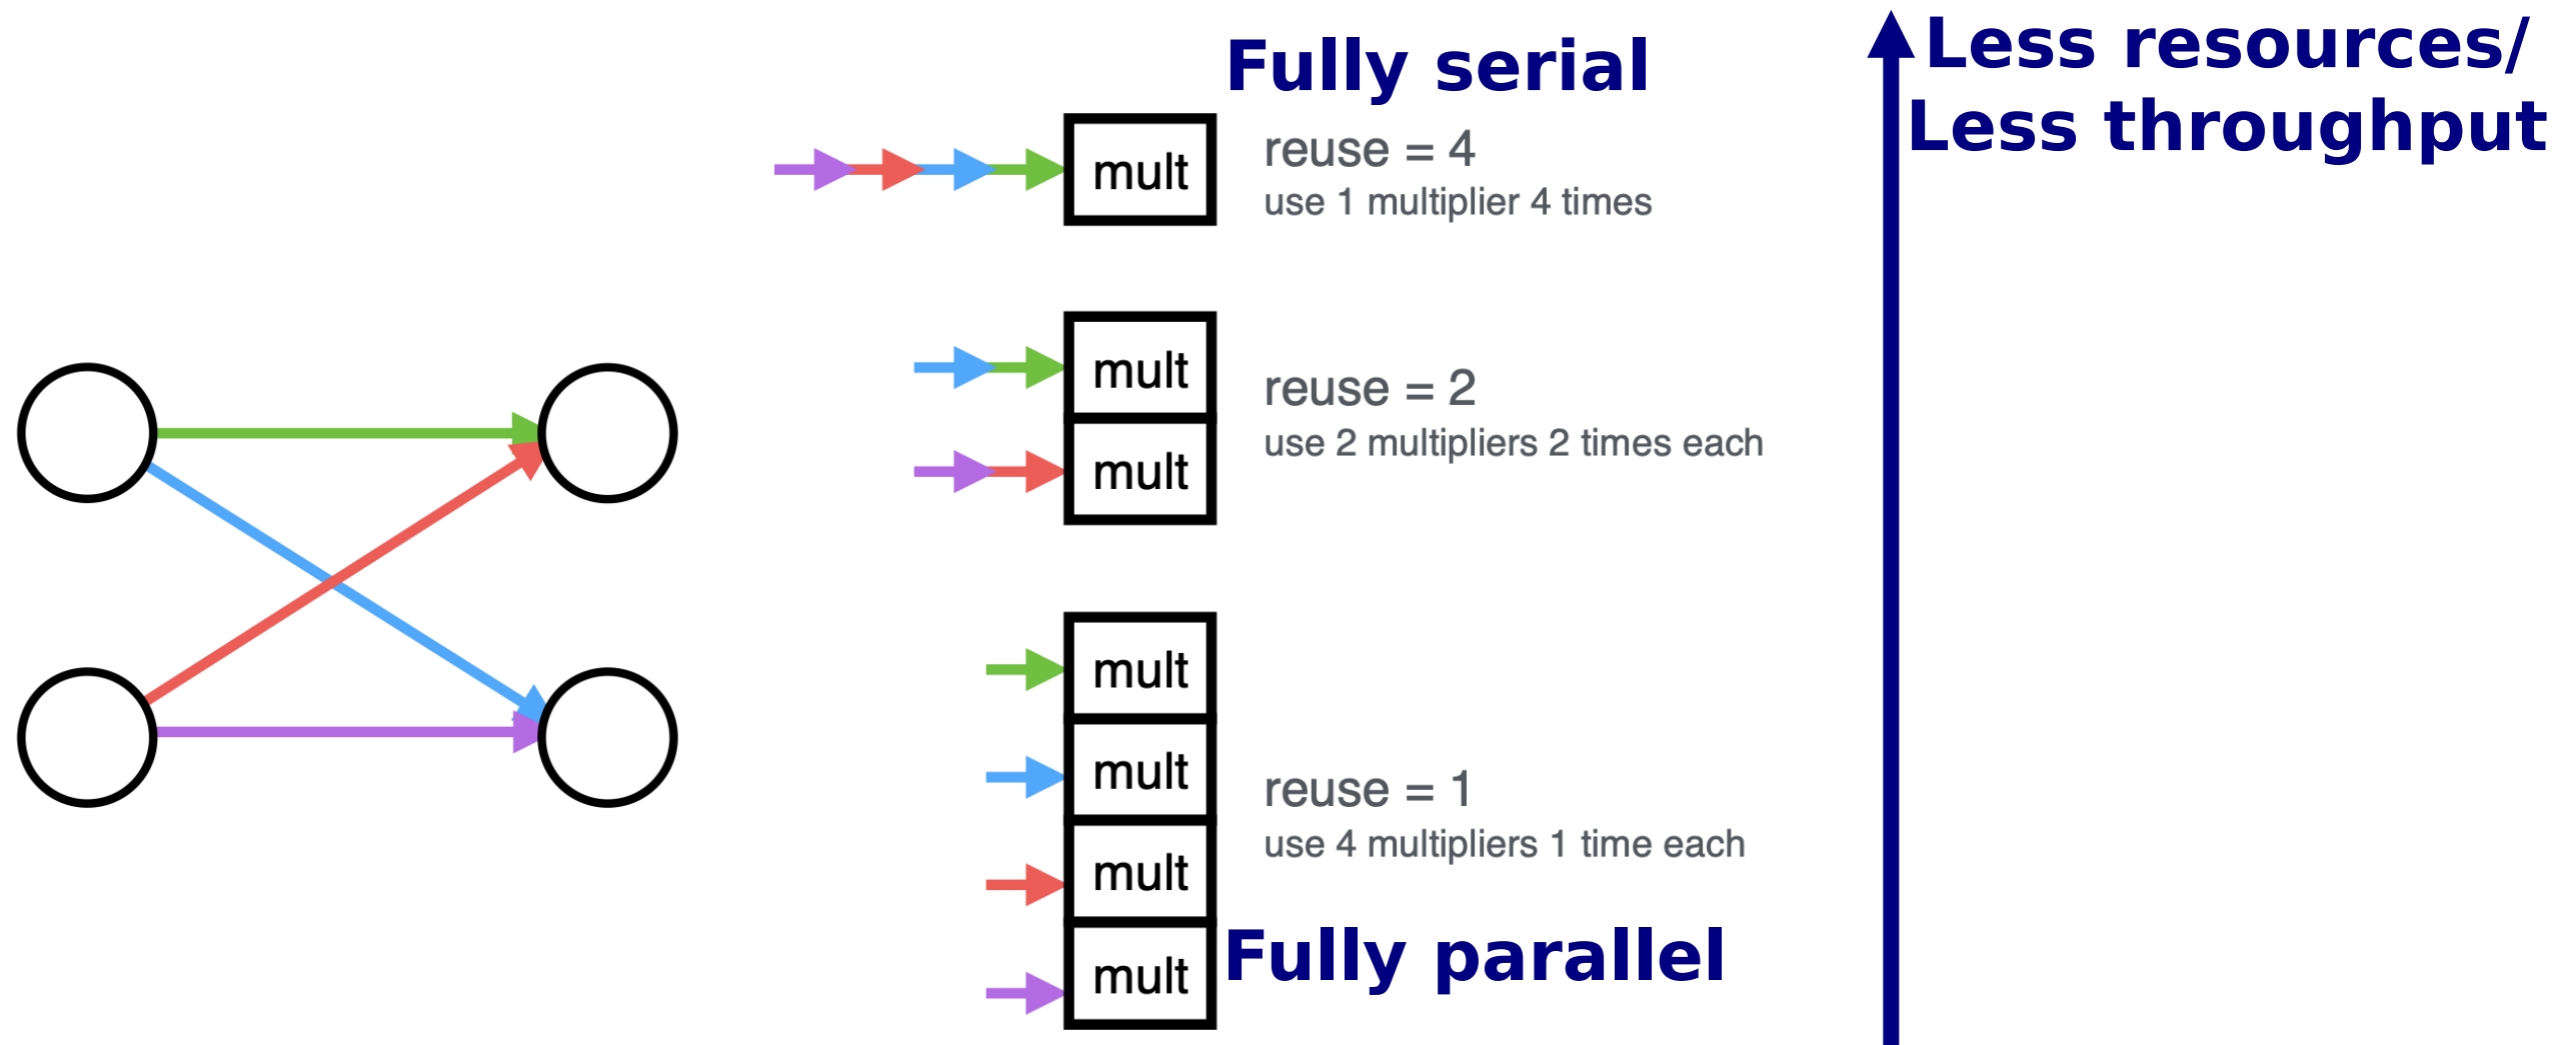 Fully serial
Less resources/
Less throughput
mult
reuse = 4
use 1 multiplier 4 times
mult
mult
reuse = 2
use 2 multipliers 2 times each
mult
mult
mult
mult
reuse = 1
use 4 multipliers 1 time each
Fully parallel